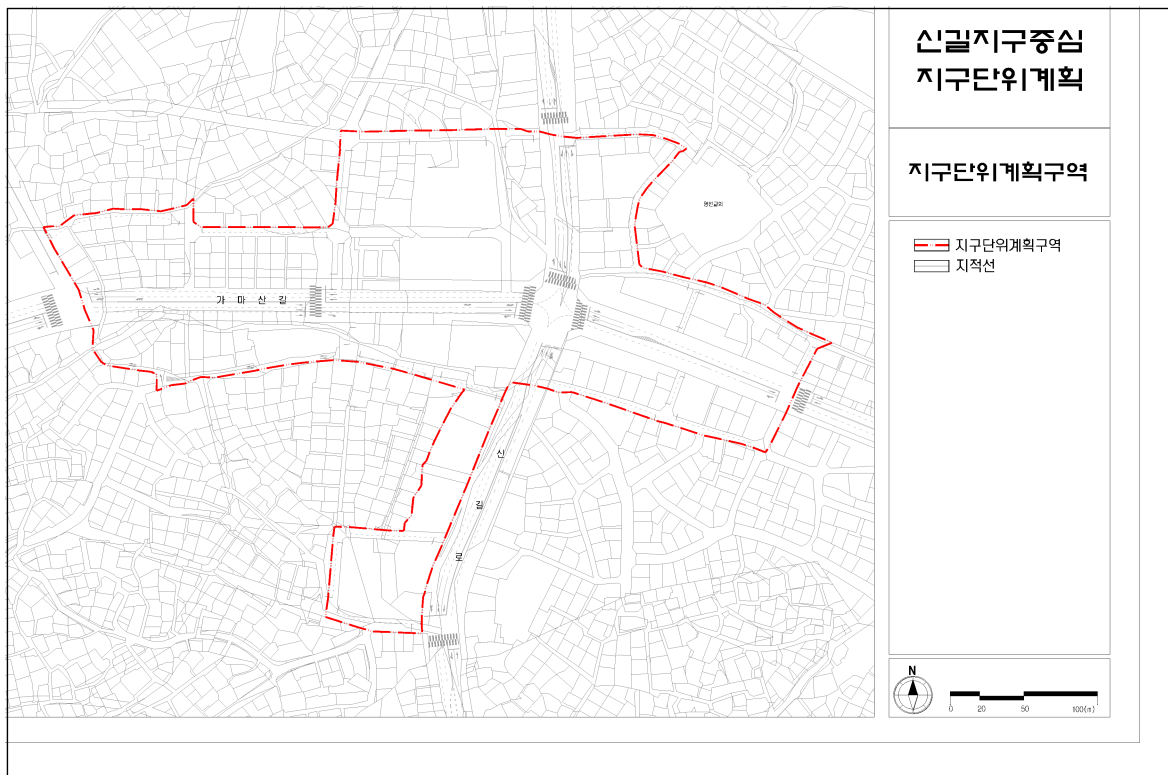 신길지구중심
지구단위계획
지구단위계획구역
지구단위계획구역
지적선
가 마 산 길
신
길
로
N
0 20 50 100(m)